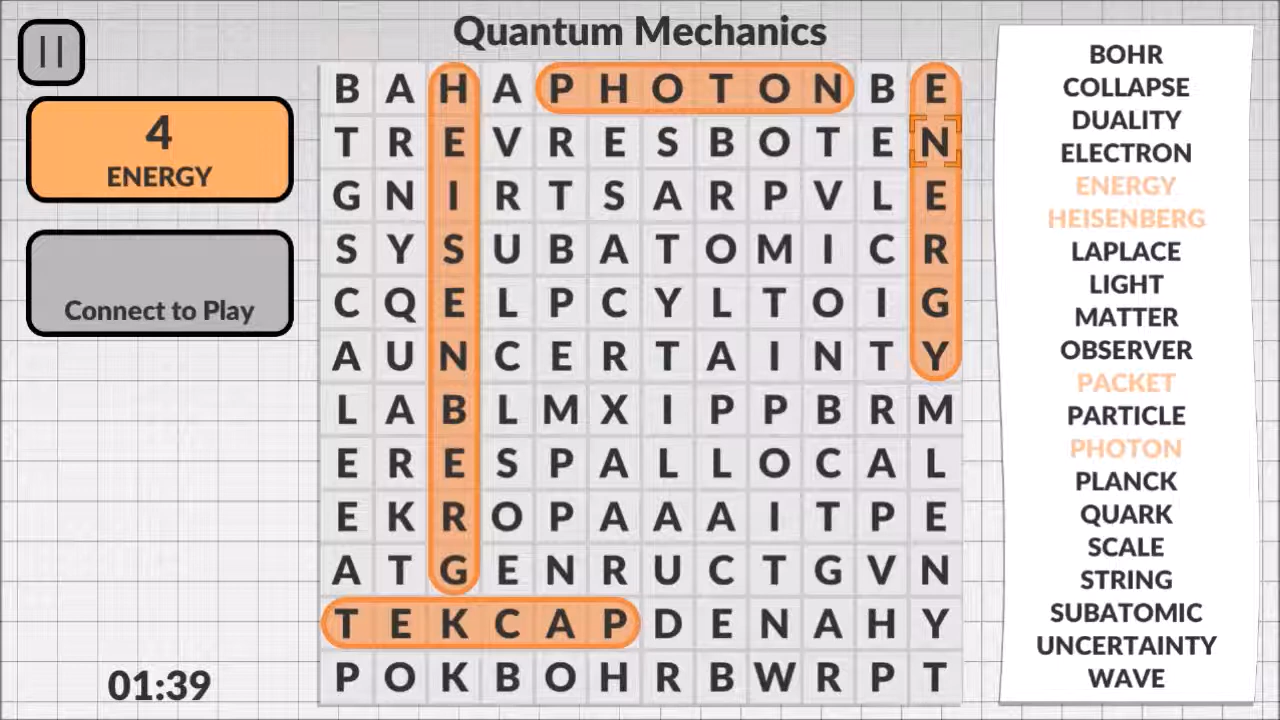 Quantum Mechanics
4
ENERGY
Connect to Play
01:39
B A H A P H O T O N B E
T R E V R E S B O T E N
G N I R T S A R P V L E
S Y S U B A T O M I C R
C Q E L P C Y L T O I G
A U N C E R T A I N T Y
L A B L M X I P P B R M
E R E S P A L L O C A L
E K R O P A A A I T P E
A T G E N R U C T G V N
T E K C A P D E N A H Y
P O K B O H R B W R P T
BOHR
COLLAPSE
DUALITY
ELECTRON
ENERGY
HEISENBERG
LAPLACE
LIGHT
MATTER
OBSERVER
PACKET
PARTICLE
PHOTON
PLANCK
QUARK
SCALE
STRING
SUBATOMIC
UNCERTAINTY
WAVE